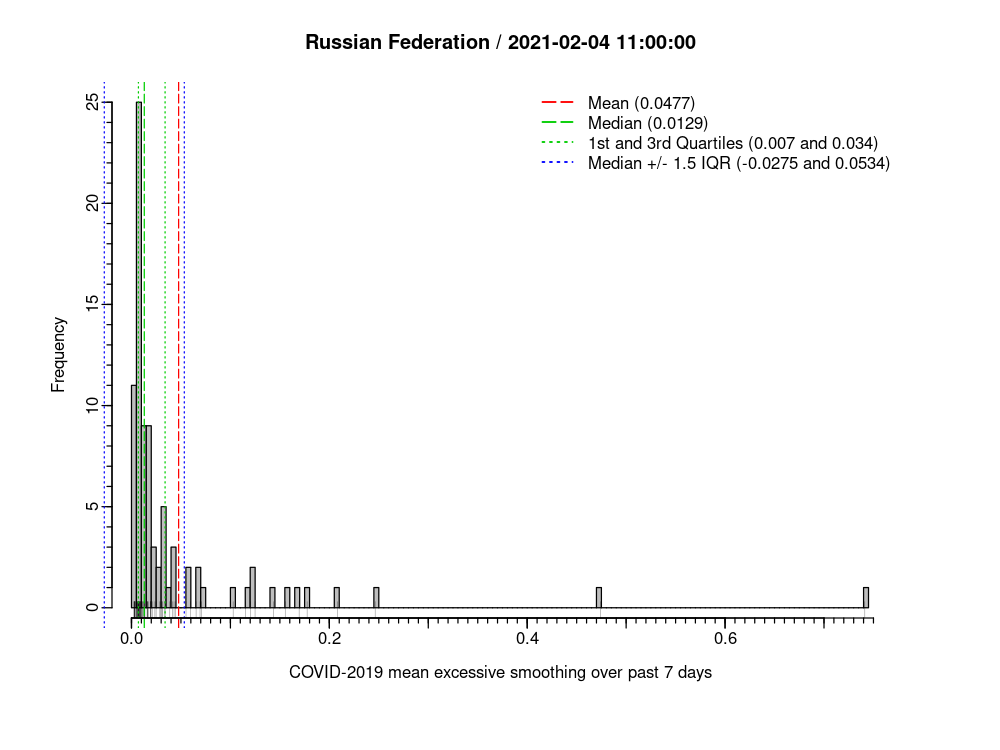 Russian Federation / 2021-02-04 11:00:00
Mean (0.0477)
Median (0.0129)
1st and 3rd Quartiles (0.007 and 0.034)
Median +/- 1.5 IQR (-0.0275 and 0.0534)
Frequency
25
20
15
10
5
0
0.0 0.2 0.4 0.6
COVID-2019 mean excessive smoothing over past 7 days